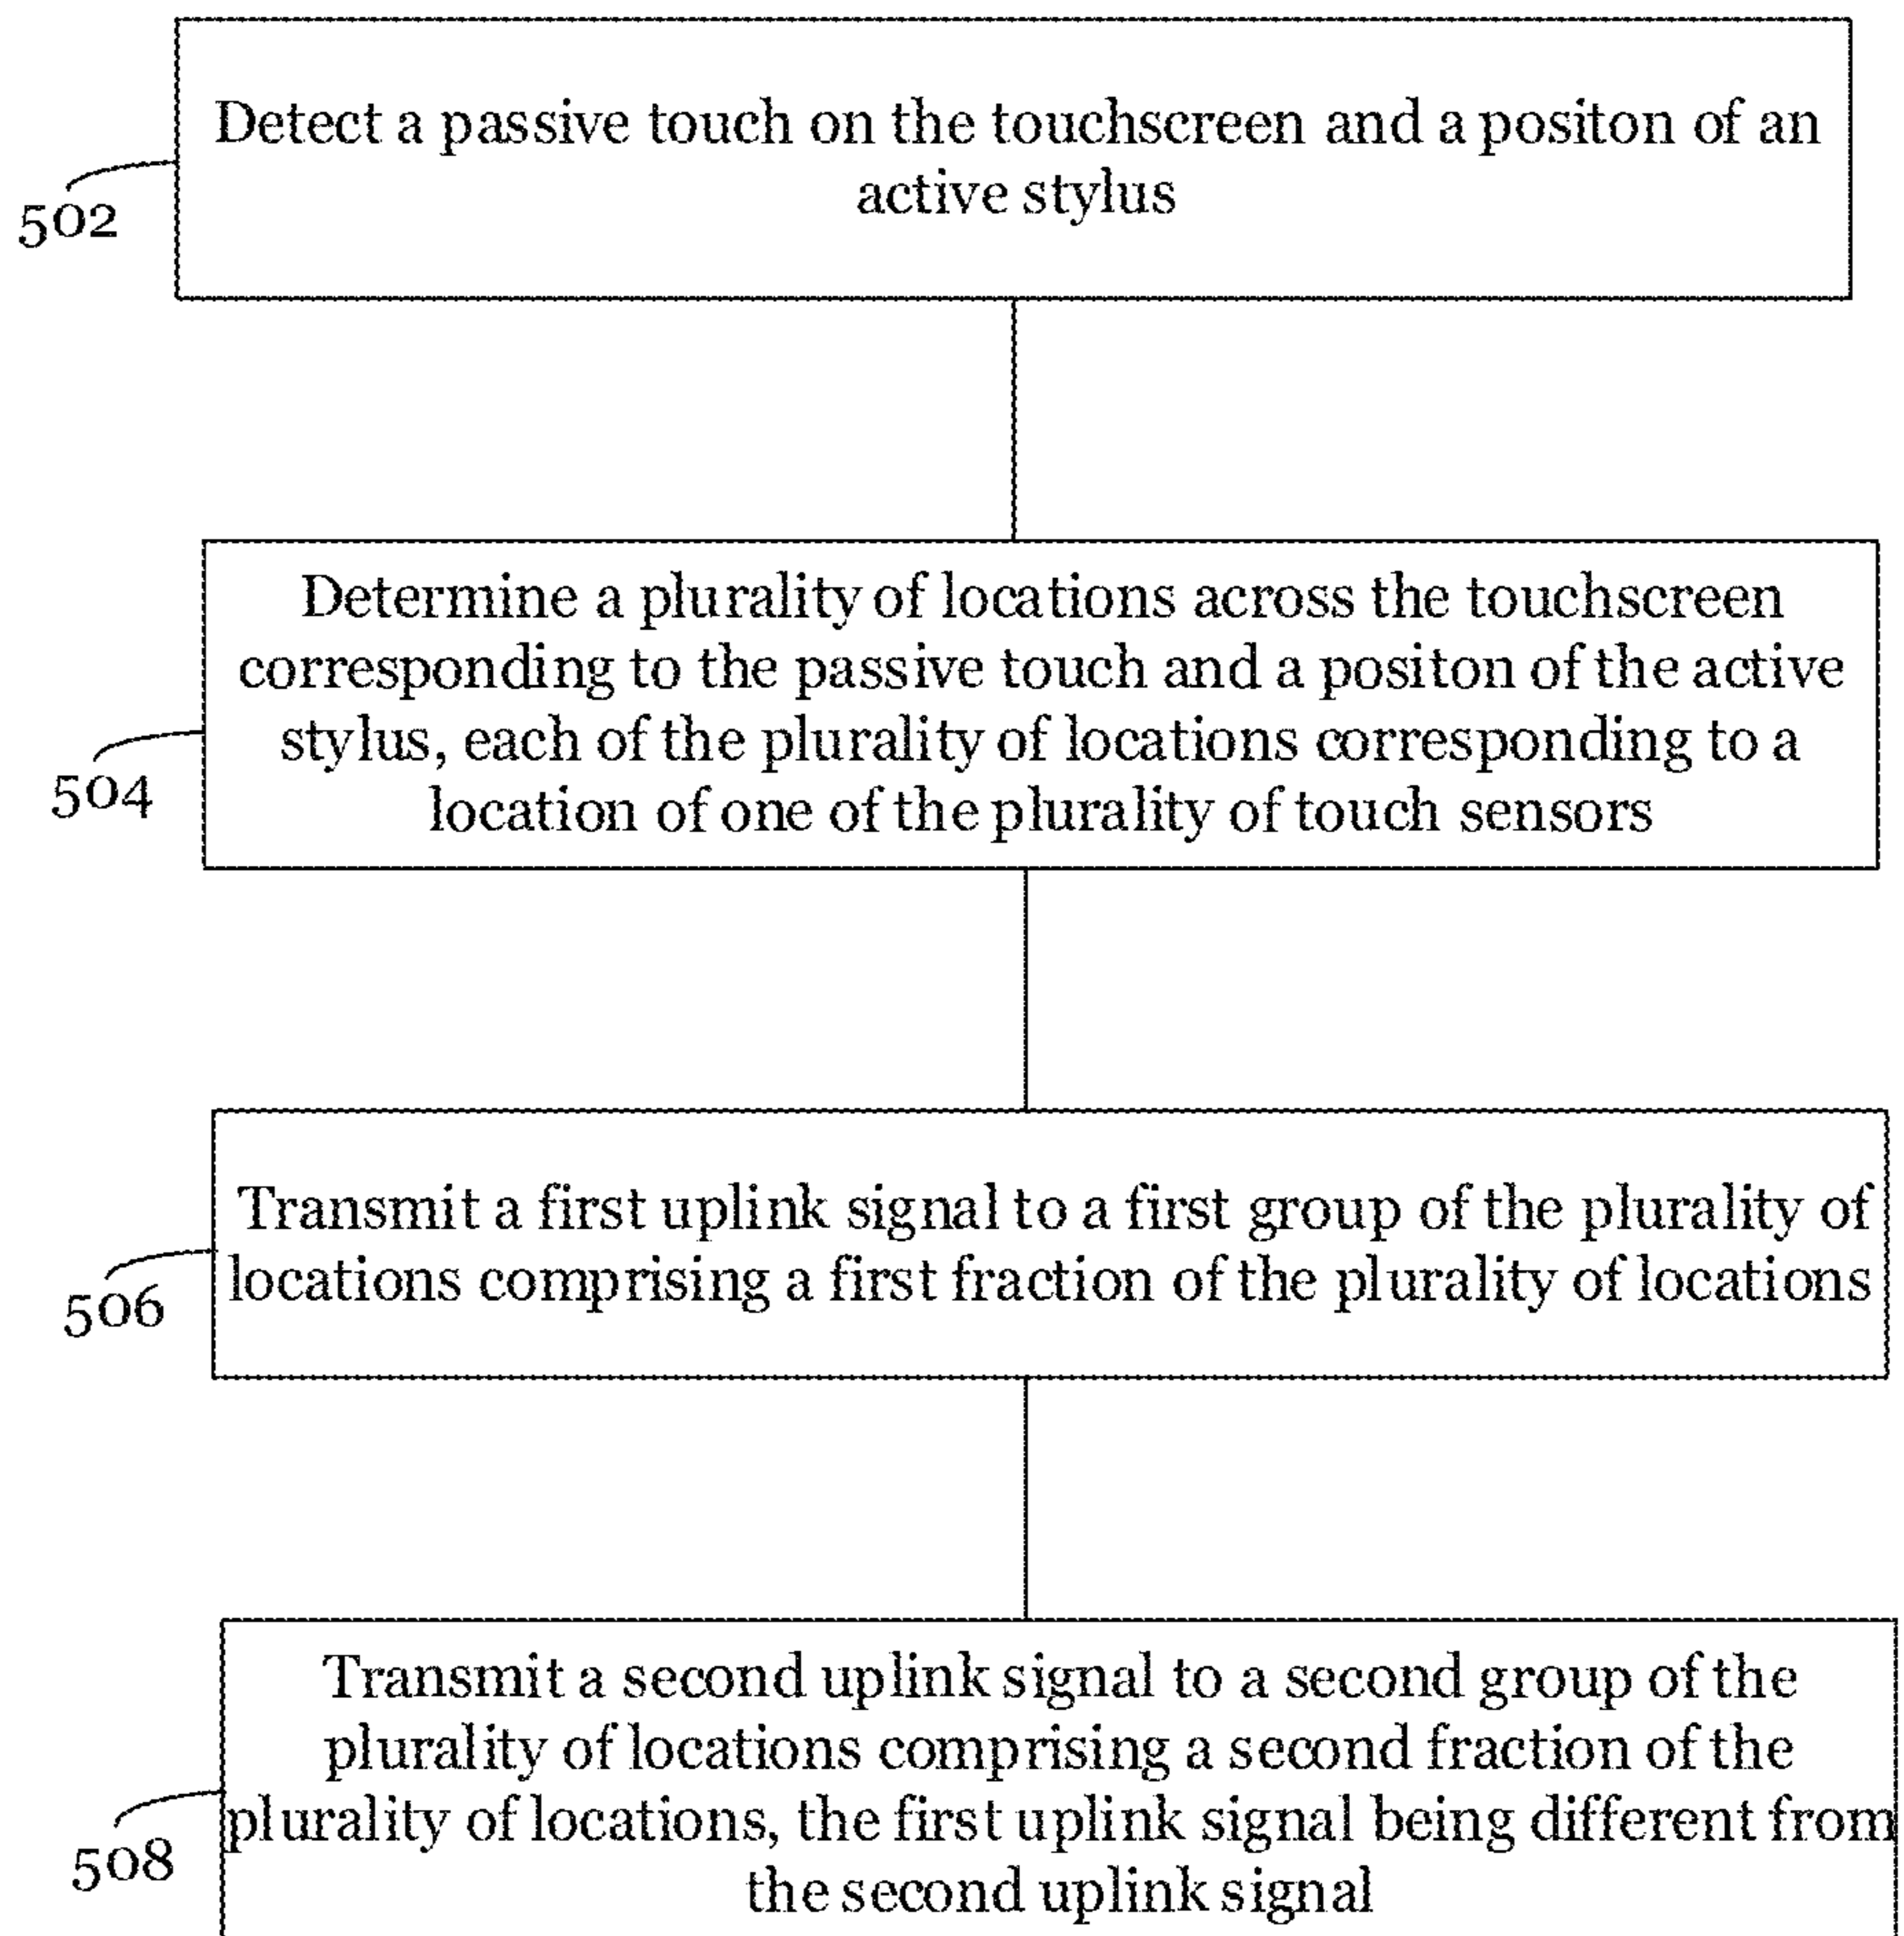 Detect a passive touch on the touchscreen and a positon of an
active stylus
502
Determine a plurality of locations across the touchscreen
corresponding to the passive touch and a positon of the active
stylus, each of the plurality of locations corresponding to a
location of one of the plurality of touch sensors
504
Transmit a first uplink signal to a first group of the plurality of
locations comprising a first fraction of the plurality of locations
506
Transmit a second uplink signal to a second group of the
plurality of locations comprising a second fraction of the
plurality of locations, the first uplink signal being different from
the second uplink signal
508